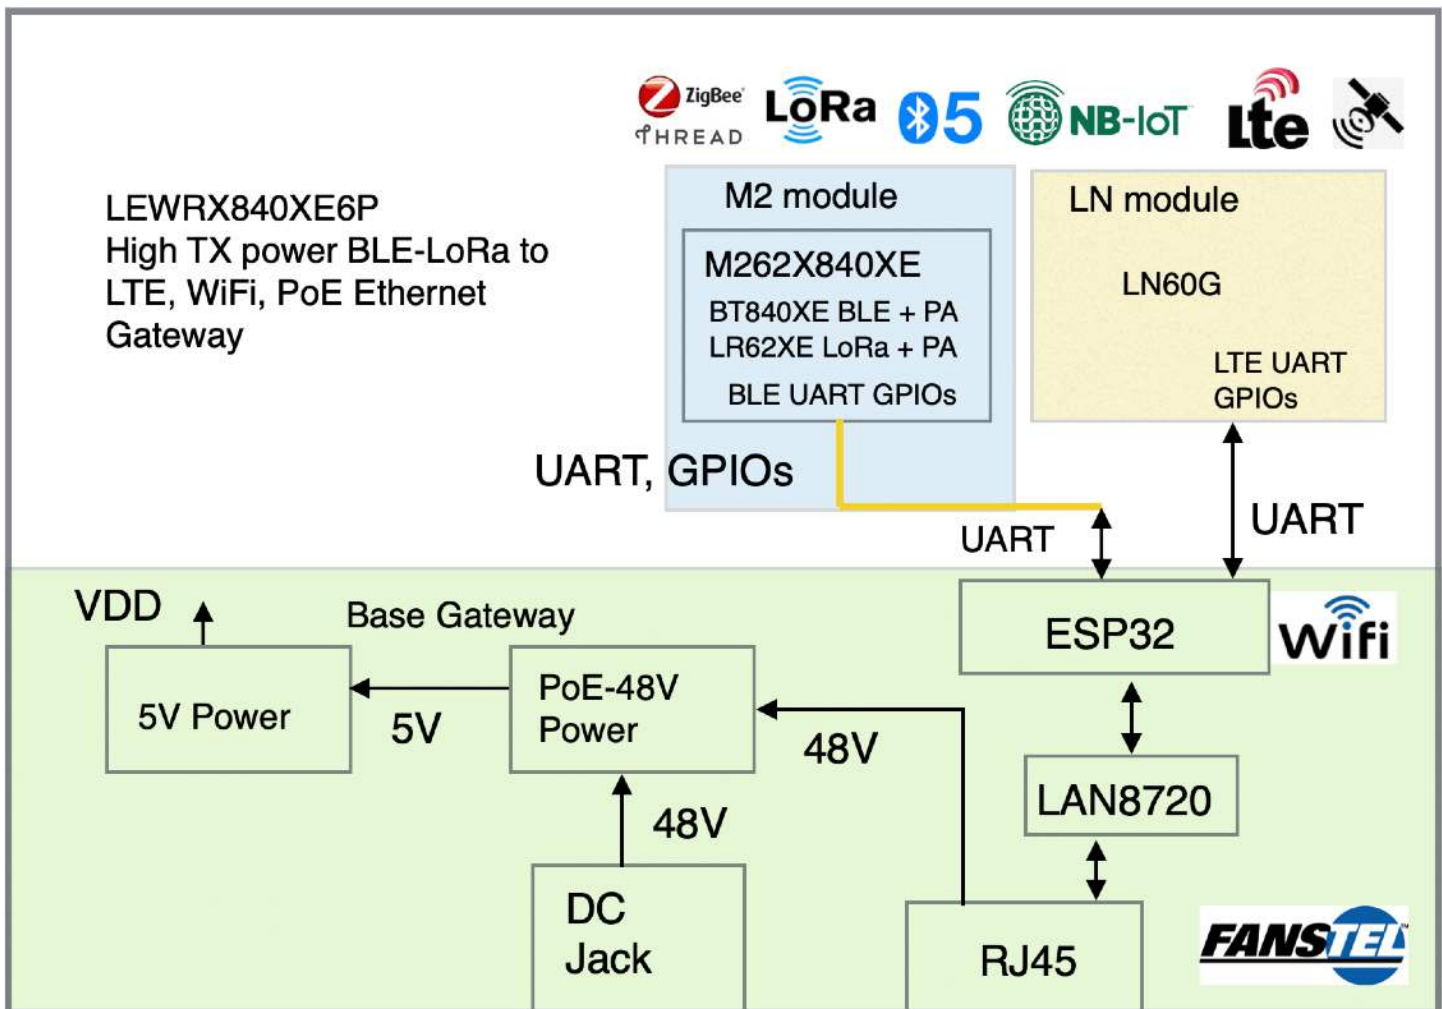 ZigBee
THREAD
LoRa
5
NB-IoT
Lte
LEWRX840XE6P
High TX power BLE-LoRa to
LTE, WiFi, PoE Ethernet
Gateway
M2 module
M262X840XE
BT840XE BLE + PA
LR62XE LoRa + PA
BLE UART GPIOs
LN module
LN60G
LTE UART
GPIOs
UART, GPIOs
UART
UART
VDD
Base Gateway
ESP32
Wifi
5V Power
5V
PoE-48V
Power
48V
48V
LAN8720
DC
Jack
RJ45
FANSTEL